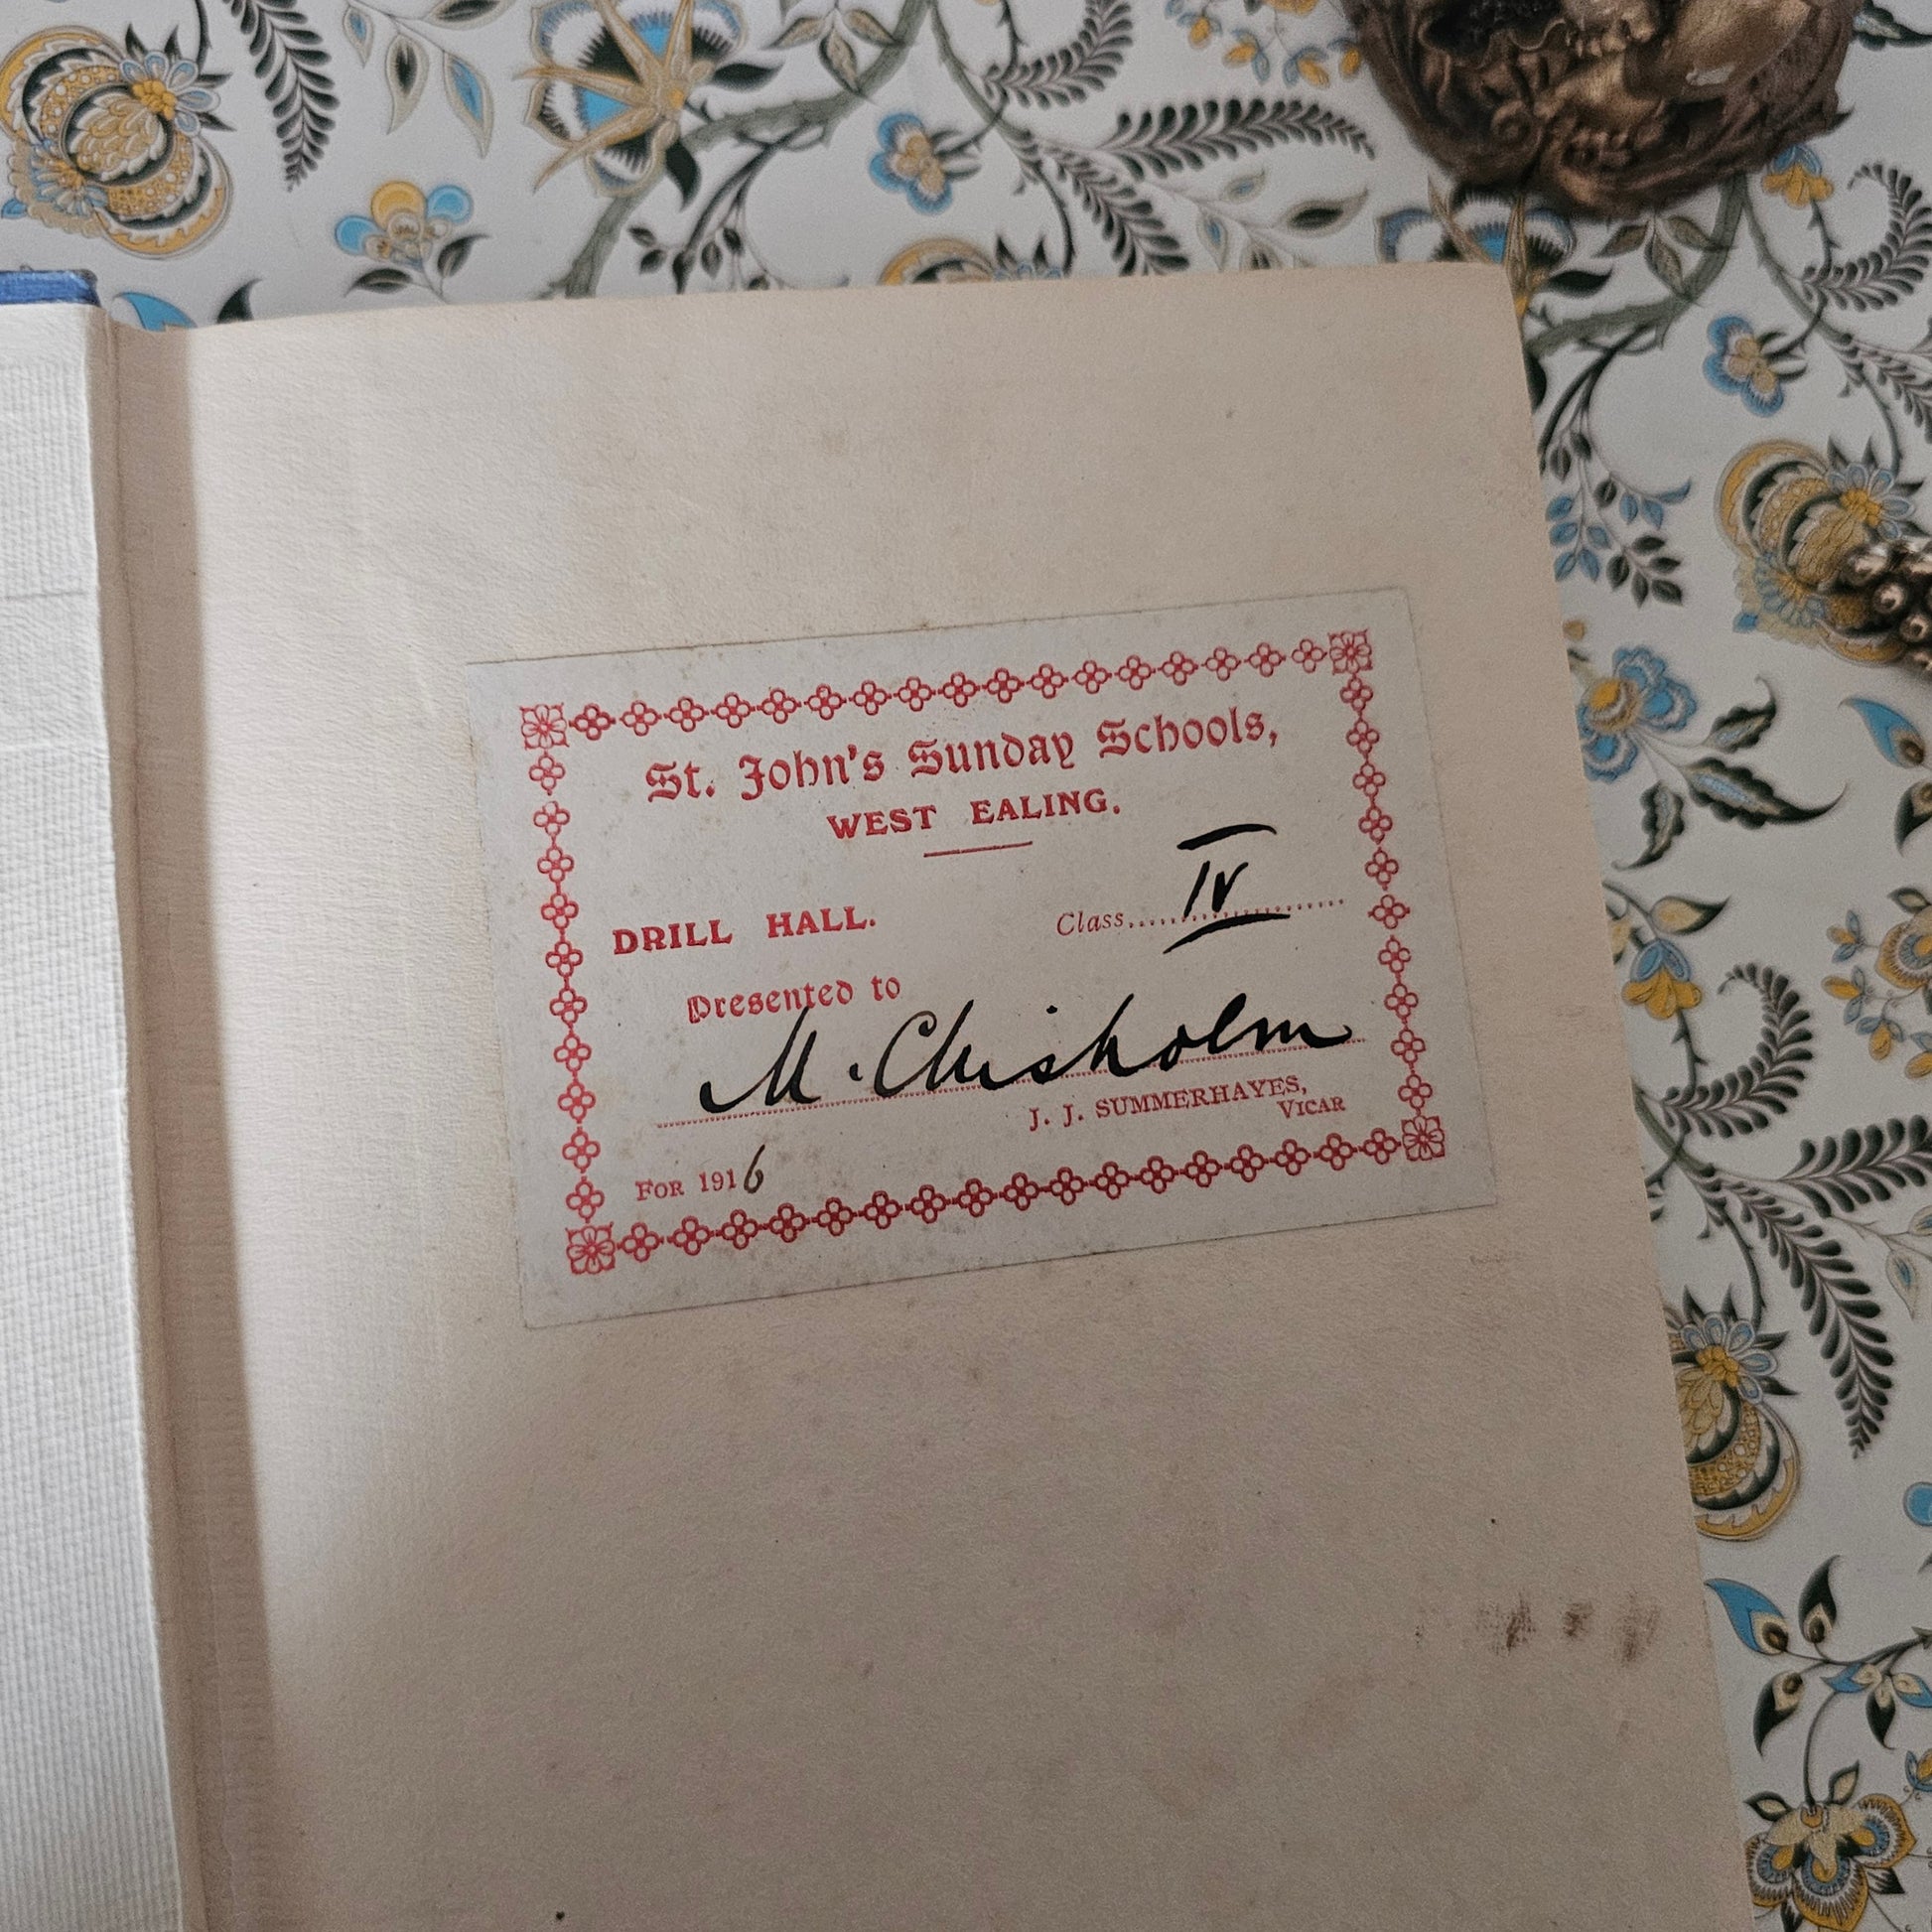 St. John's Sunday Schools,
WEST EALING.
DRILL HALL. Class..... IV
Presented to
M. Chisholm
J. J. SUMMERHAYES,
VICAR
FOR 1916